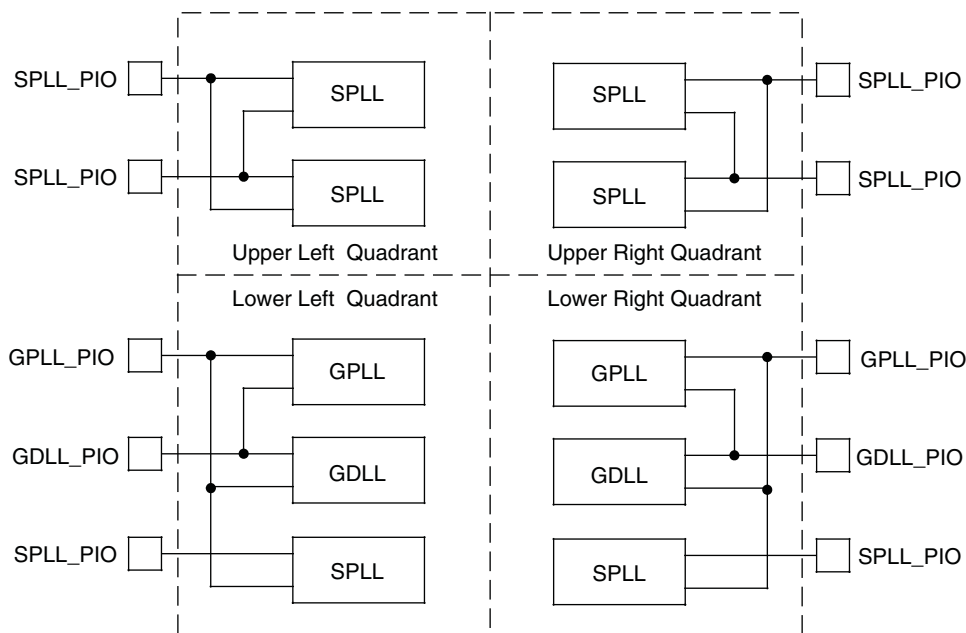 SPLL_PIO
SPLL
SPLL
SPLL_PIO
SPLL_PIO
SPLL
SPLL
SPLL_PIO
Upper Left Quadrant
Upper Right Quadrant
Lower Left Quadrant
Lower Right Quadrant
GPLL_PIO
GPLL
GPLL
GPLL_PIO
GDLL_PIO
GDLL
GDLL
GDLL_PIO
SPLL_PIO
SPLL
SPLL
SPLL_PIO